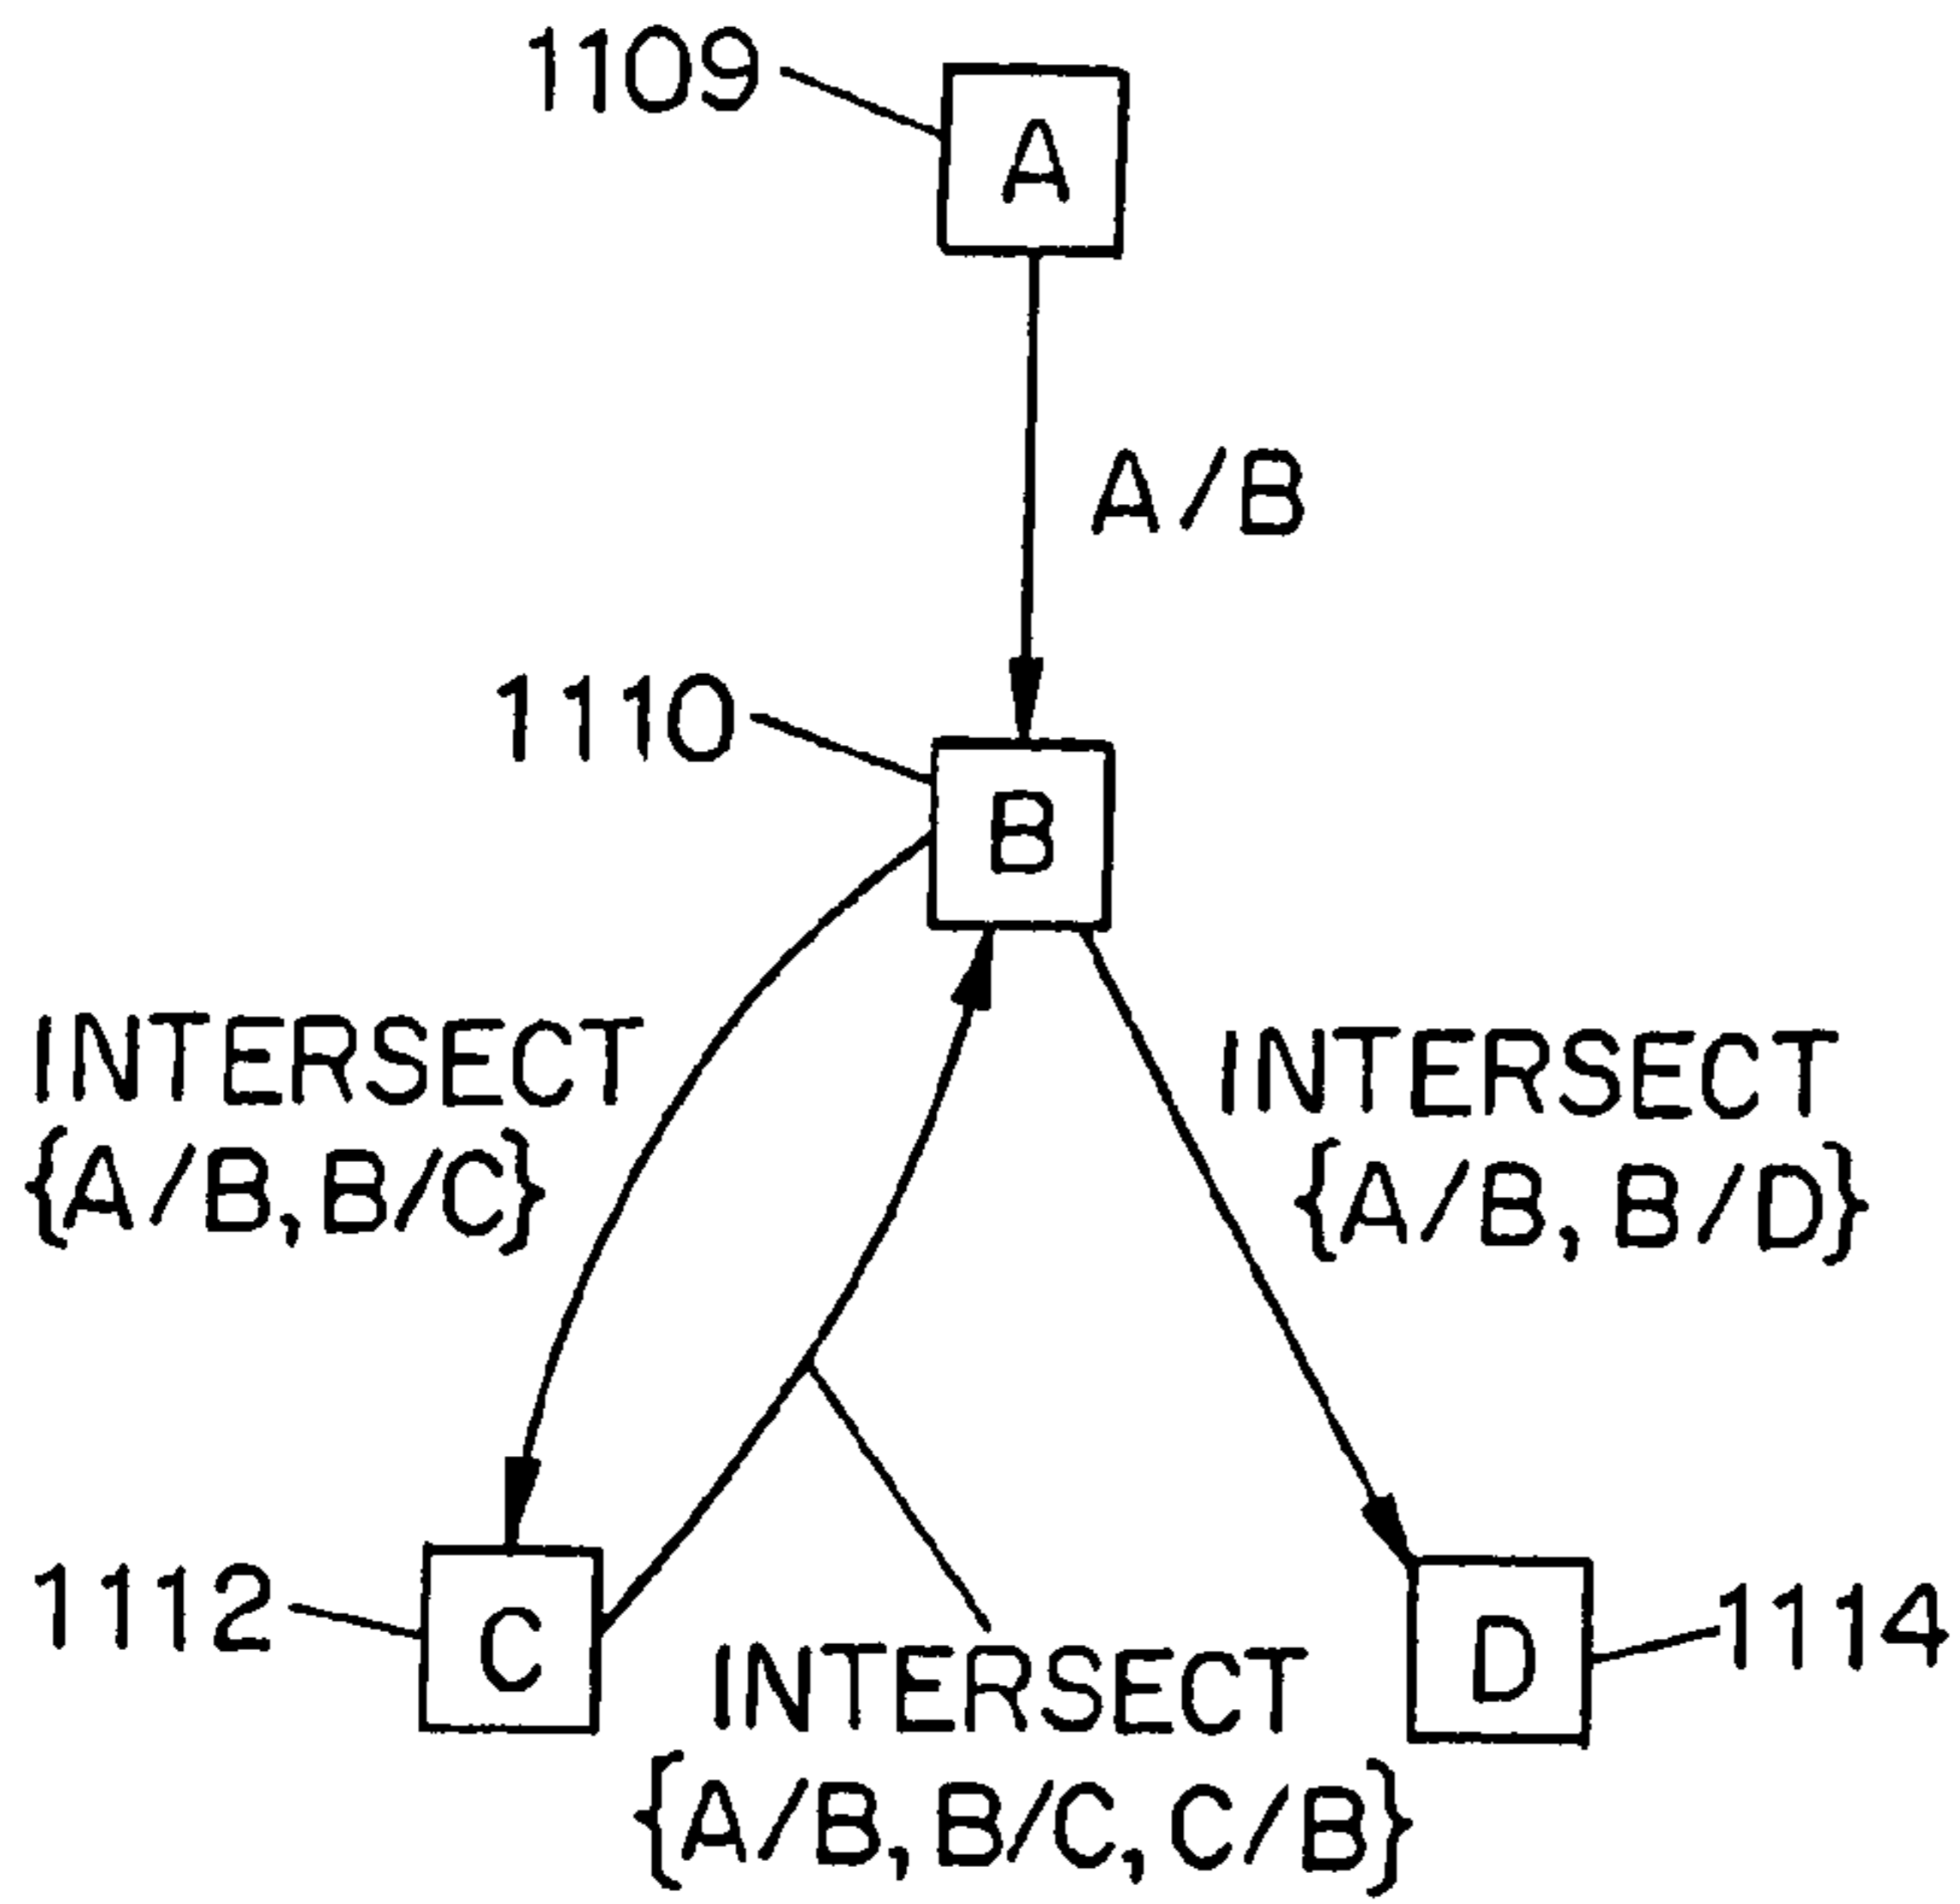 1109
A
A/B
1110
B
INTERSECT
{A/B, B/C}
INTERSECT
{A/B, B/D}
1112
C
D
1114
INTERSECT
{A/B, B/C, C/B}